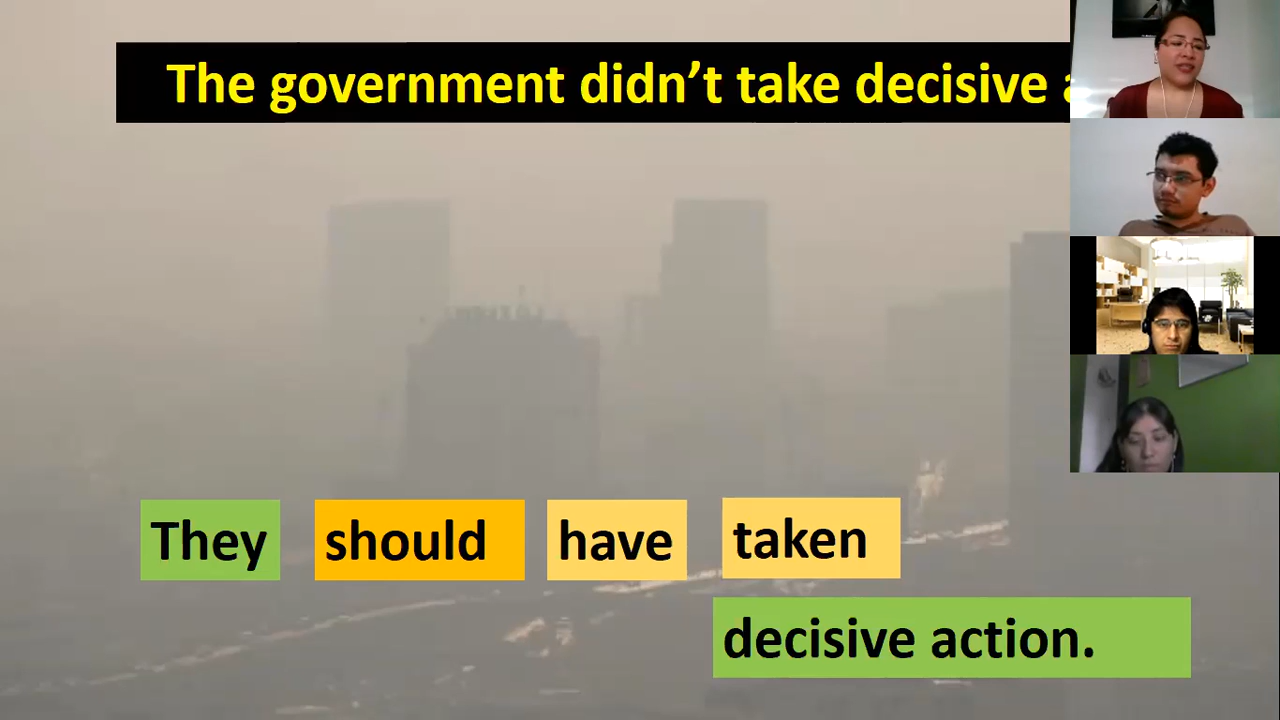 The government didn’t take decisive
They should have taken
decisive action.